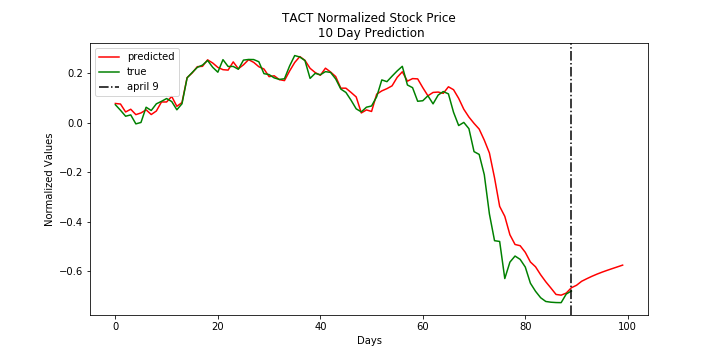 TACT Normalized Stock Price
10 Day Prediction
predicted
true
april 9
Normalized Values
0.2
0.0
−0.2
−0.4
−0.6
0
20
40
60
80
100
Days